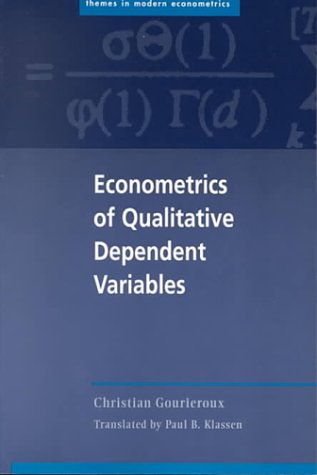 themes in modern econometrics
= σΘ(1) [T
φ(1) Γ(d) k
Econometrics
of Qualitative
Dependent
Variables
Christian Gourieroux
Translated by Paul B. Klassen